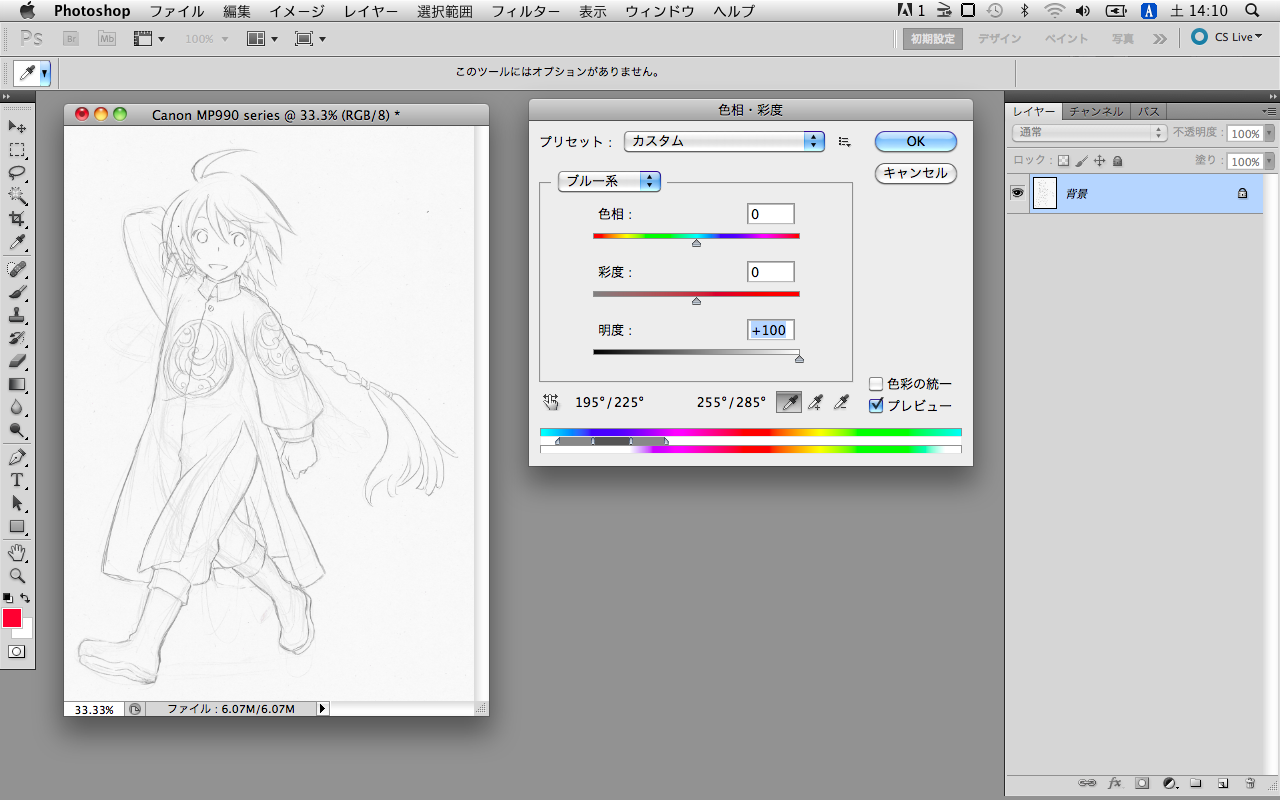 Photoshop ファイル 編集 イメージ レイヤー 選択範囲 フィルター 表示 ウィンドウ ヘルプ 1 A 土 14:10
Ps Br Mb 100% 初期設定 デザイン ペイント 写真 CS Live
このツールにはオプションがありません。
Canon MP990 series @ 33.3% (RGB/8) *
33.33% ファイル : 6.07M/6.07M
色相・彩度
プリセット : カスタム OK
キャンセル
ブルー系
色相 : 0
彩度 : 0
明度 : +100
色彩の統一
195°/225° 255°/285° プレビュー
レイヤー チャンネル パス
通常 不透明度 : 100%
ロック : 塗り : 100%
背景
T
fx